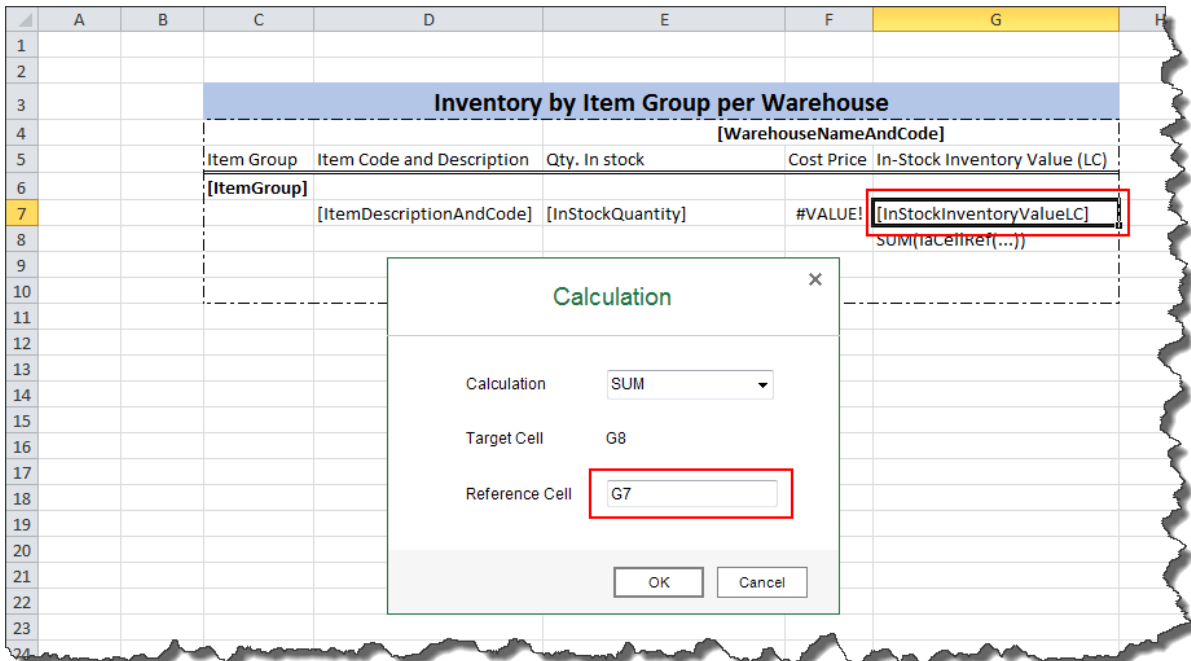 A B C D E F G H
1
2
3 Inventory by Item Group per Warehouse
4 [WarehouseNameAndCode]
5 Item Group Item Code and Description Qty. In stock Cost Price In-Stock Inventory Value (LC)
6 [ItemGroup]
7 [ItemDescriptionAndCode] [InStockQuantity] #VALUE! [InStockInventoryValueLC]
8 SUM(IaCellRef(...))
9
10
11
12
13
14
15
16
17
18
19
20
21
22
23
24
Calculation ×
Calculation SUM
Target Cell G8
Reference Cell G7
OK Cancel